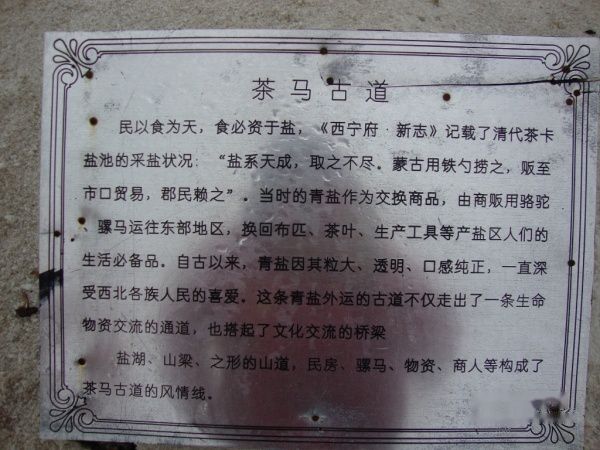 茶马古道
民以食为天，食必资于盐，《西宁府·新志》记载了清代茶卡
盐池的采盐状况：“盐系天成，取之不尽。蒙古用铁勺捞之，贩至
市口贸易，郡民赖之”。当时的青盐作为交换商品，由商贩用骆驼
、骡马运往东部地区，换回布匹、茶叶、生产工具等产盐区人们的
生活必备品。自古以来，青盐因其粒大、透明、口感纯正，一直深
受西北各族人民的喜爱。这条青盐外运的古道不仅走出了一条生命
物资交流的通道，也搭起了文化交流的桥梁
盐湖、山梁、之形的山道，民房、骡马、物资、商人等构成了
茶马古道的风情线。